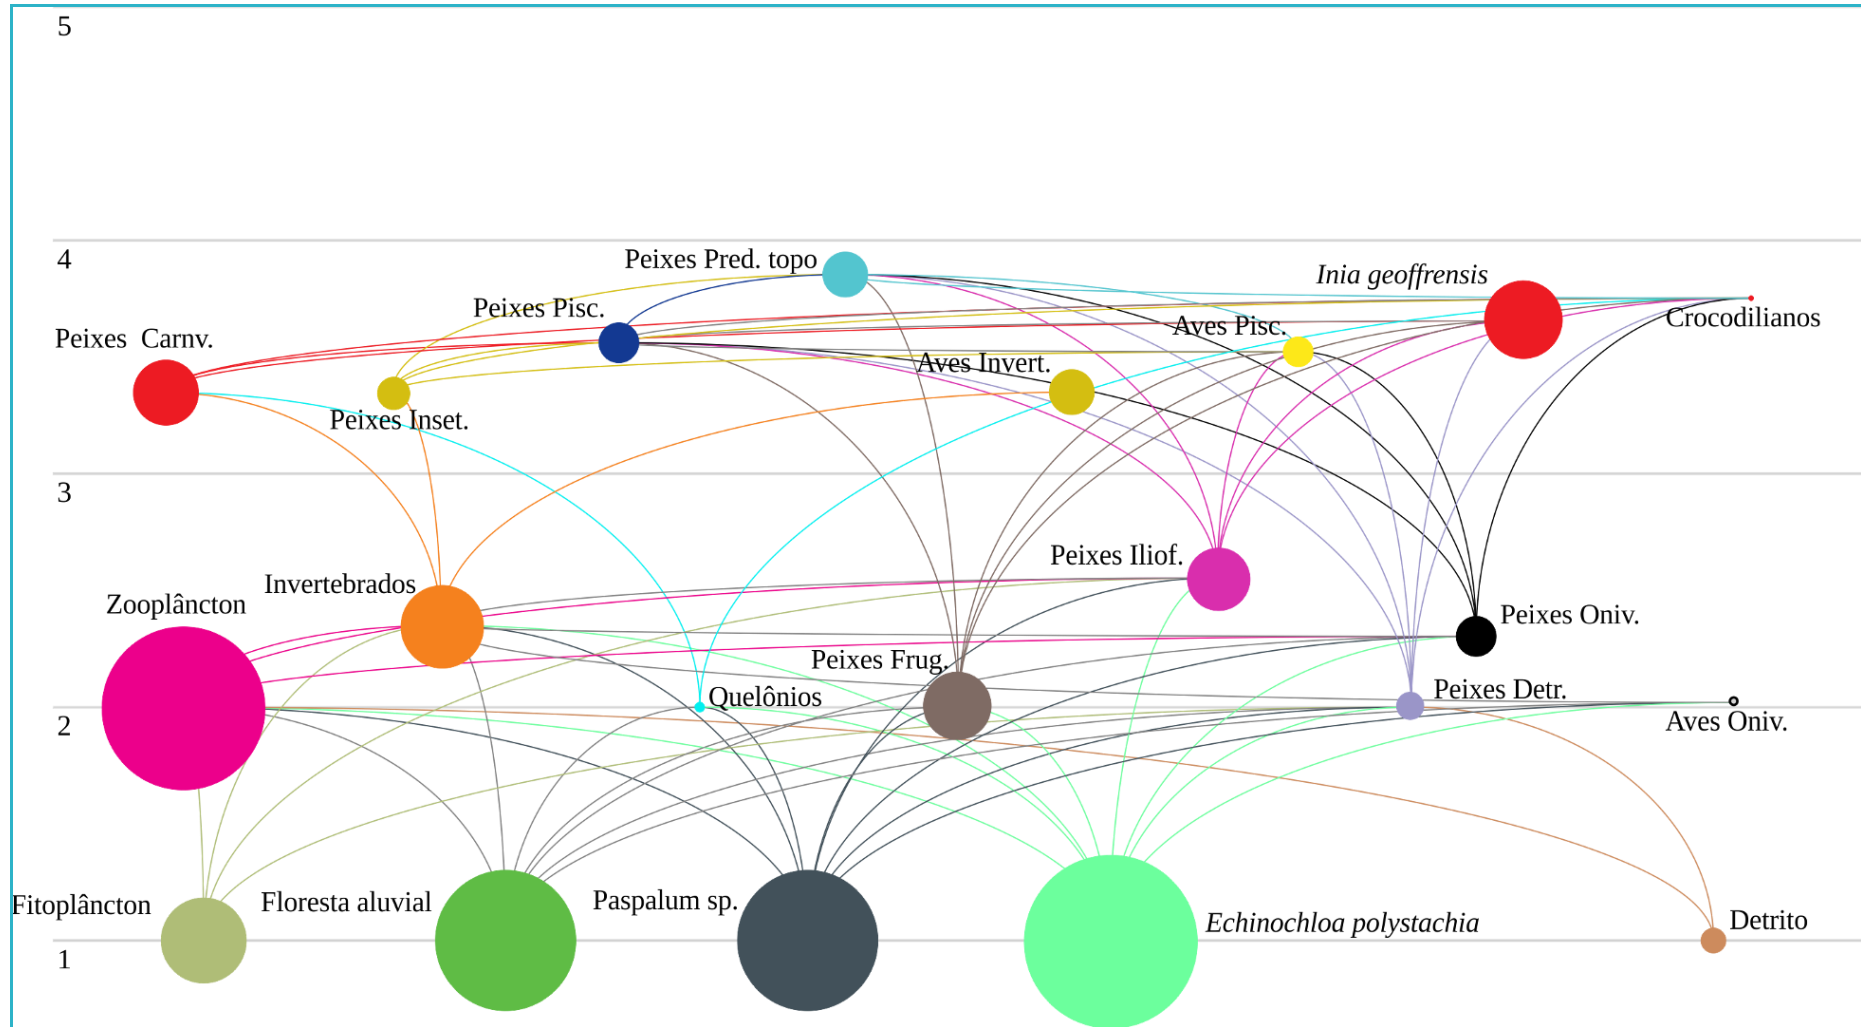 5
4
Peixes Pred. topo
Inia geoffrensis
Peixes Pisc.
Crocodilianos
Aves Pisc.
Peixes  Carnv.
Aves Invert.
Peixes Inset.
3
Peixes Iliof.
Invertebrados
Zooplâncton
Peixes Oniv.
Peixes Frug.
Peixes Detr.
Quelônios
2
Aves Oniv.
Fitoplâncton
Floresta aluvial
Paspalum sp.
Echinochloa polystachia
Detrito
1